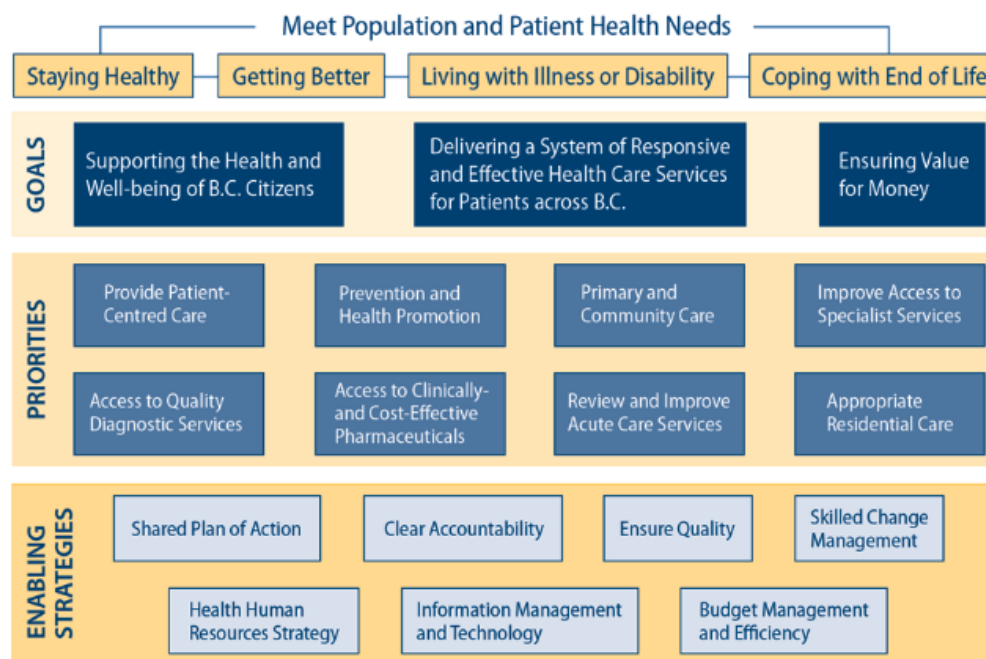 Meet Population and Patient Health Needs
Staying Healthy
Getting Better
Living with Illness or Disability
Coping with End of Life
GOALS
Supporting the Health and
Well-being of B.C. Citizens
Delivering a System of Responsive
and Effective Health Care Services
for Patients across B.C.
Ensuring Value
for Money
PRIORITIES
Provide Patient-
Centred Care
Prevention and
Health Promotion
Primary and
Community Care
Improve Access to
Specialist Services
Access to Quality
Diagnostic Services
Access to Clinically-
and Cost-Effective
Pharmaceuticals
Review and Improve
Acute Care Services
Appropriate
Residential Care
ENABLING
STRATEGIES
Shared Plan of Action
Clear Accountability
Ensure Quality
Skilled Change
Management
Health Human
Resources Strategy
Information Management
and Technology
Budget Management
and Efficiency